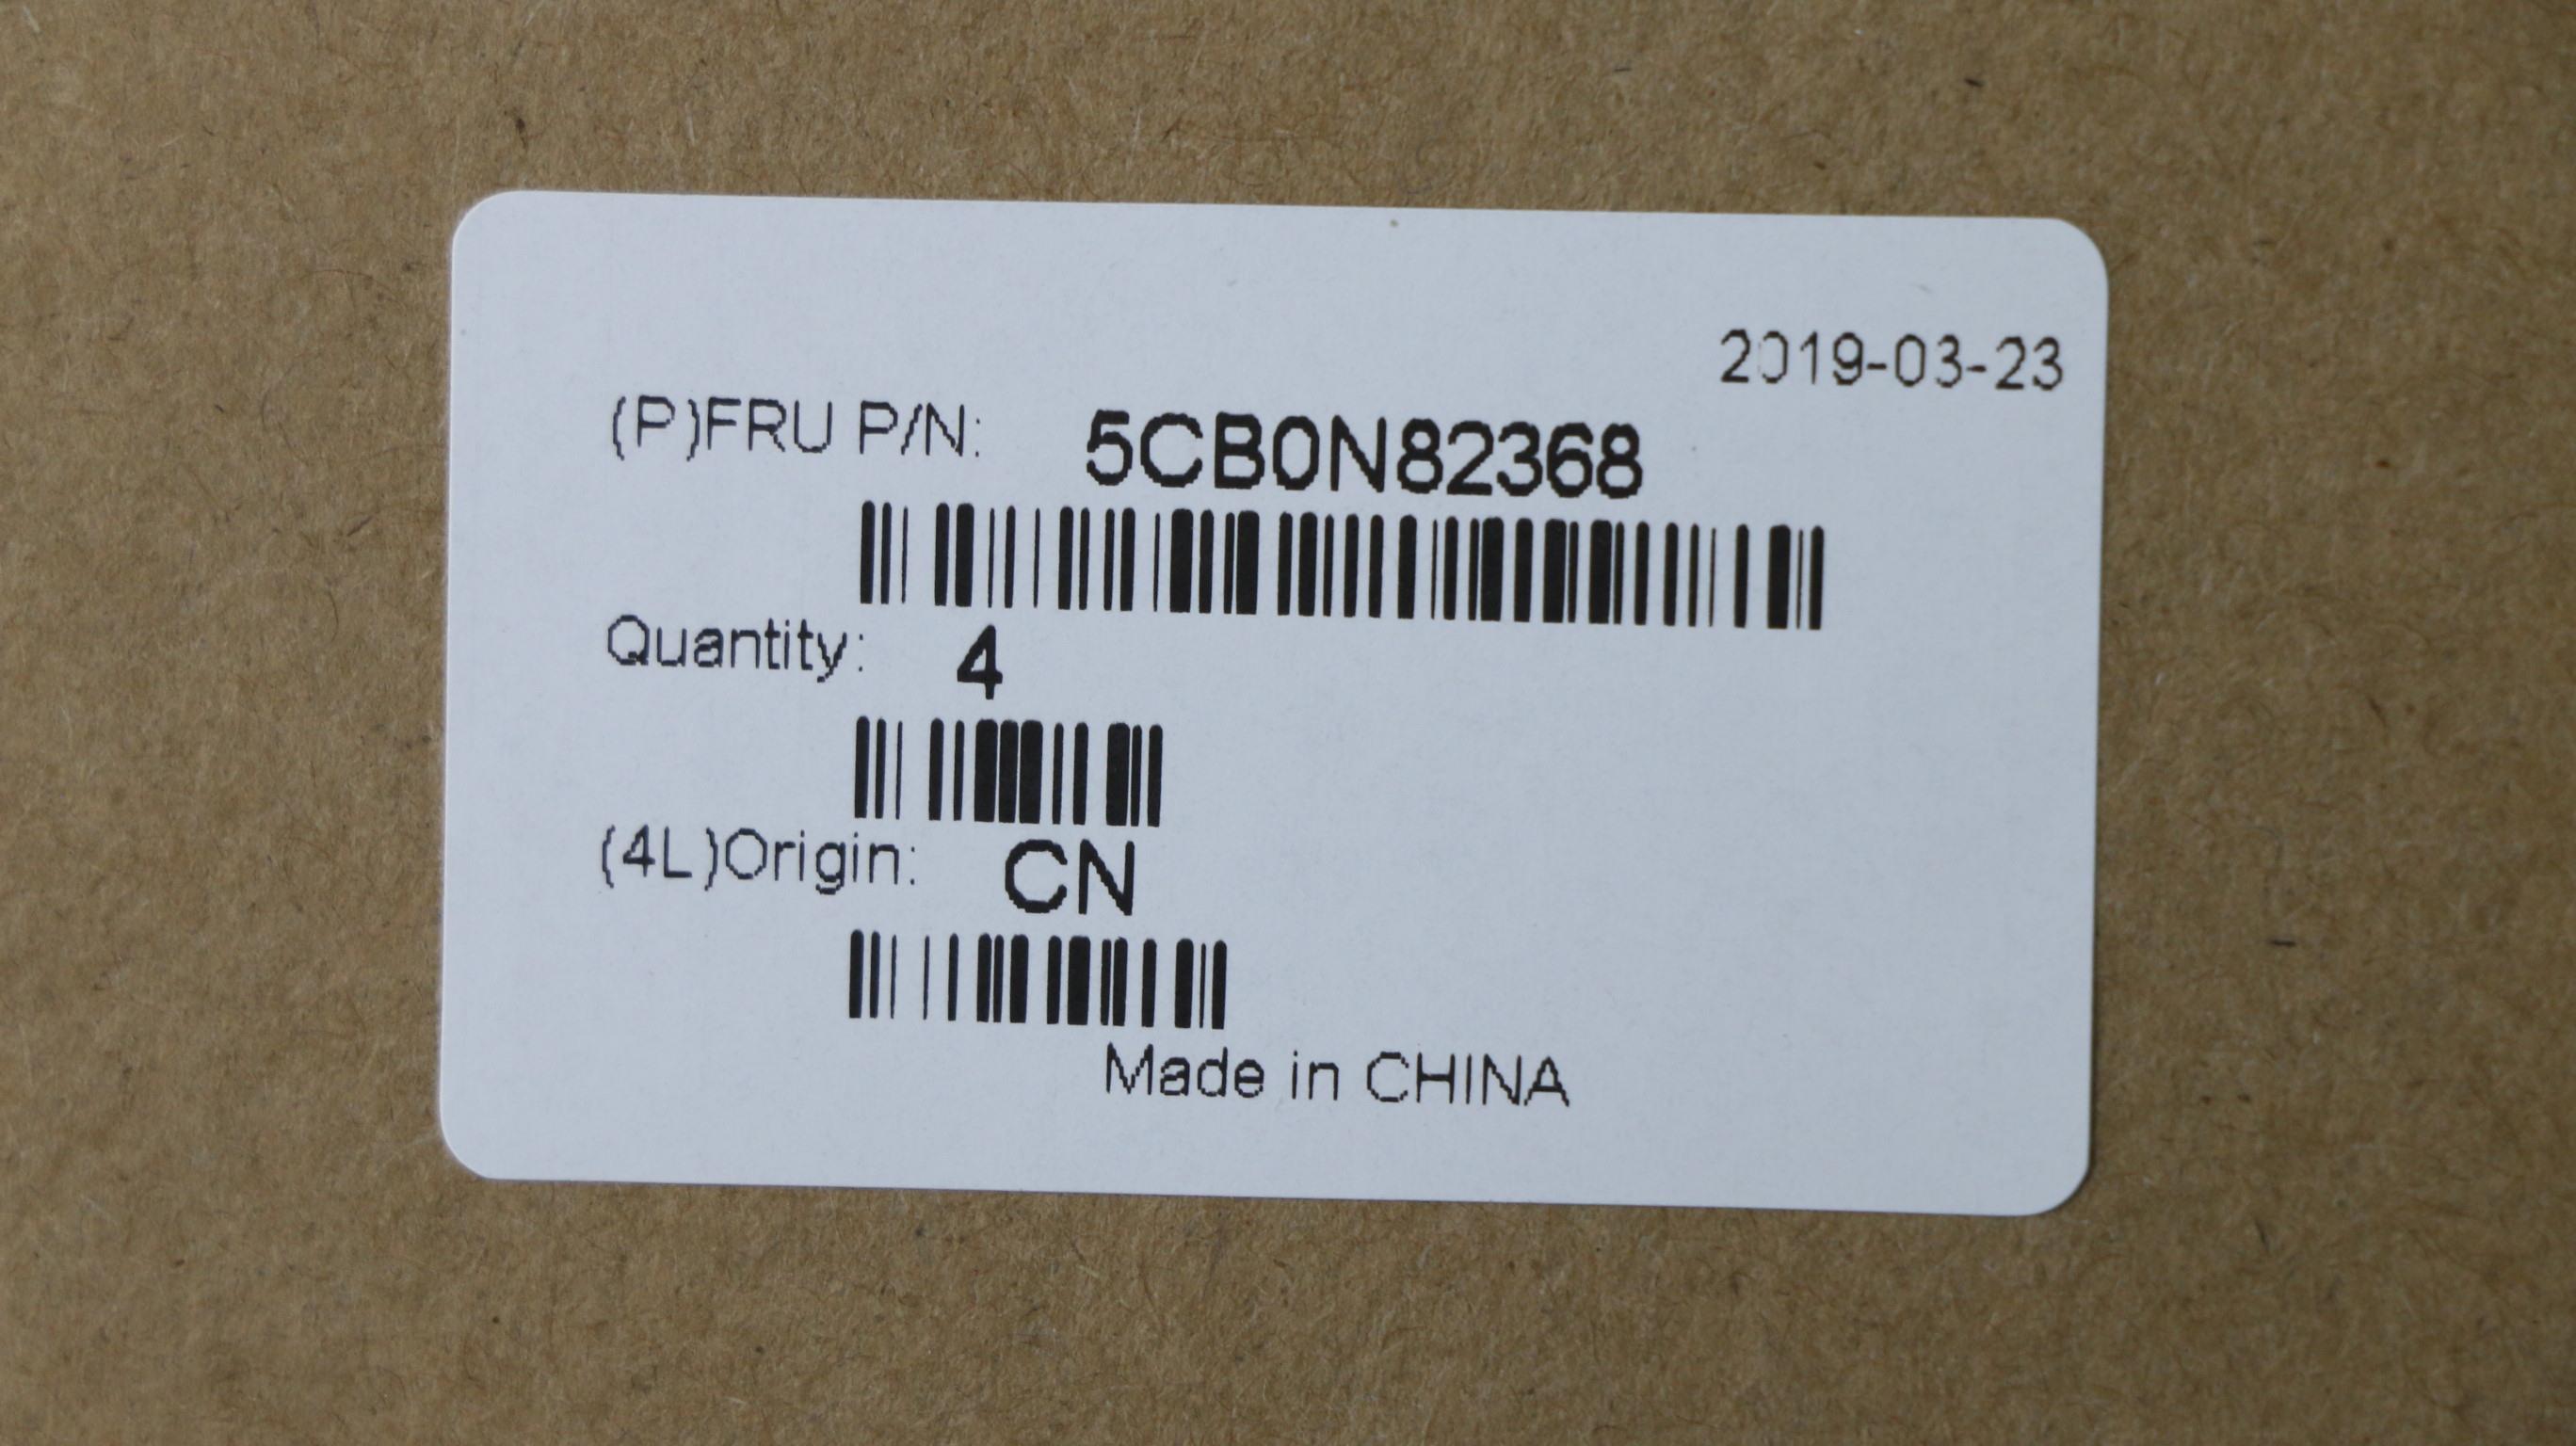 2019-03-23
(P)FRU P/N: 5CB0N82368
Quantity: 4
(4L)Origin: CN
Made in CHINA